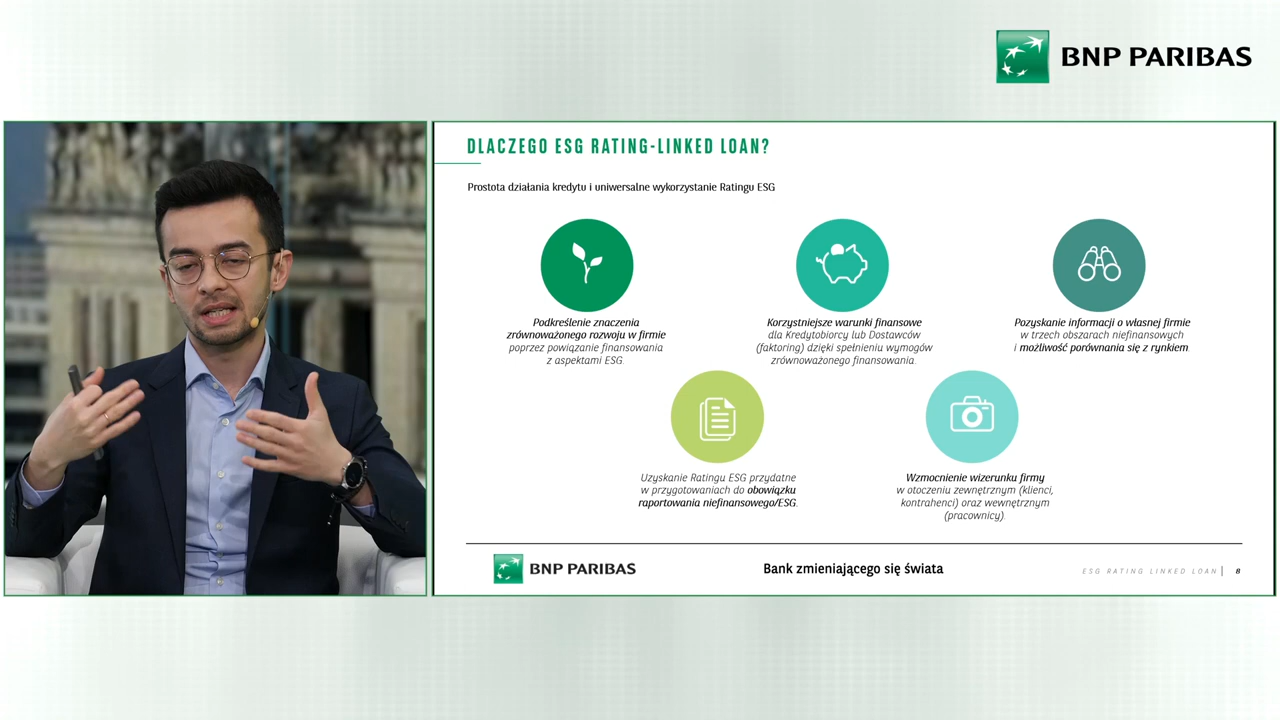 BNP PARIBAS
DLACZEGO ESG RATING-LINKED LOAN?
Prostota działania kredytu i uniwersalne wykorzystanie Ratingu ESG
Podkreślenie znaczenia
zrównoważonego rozwoju w firmie
poprzez powiązanie finansowania
z aspektami ESG.
Korzystniejsze warunki finansowe
dla Kredytobiorcy lub Dostawców
(faktoring) dzięki spełnieniu wymogów
zrównoważonego finansowania.
Pozyskanie informacji o własnej firmie
w trzech obszarach niefinansowych
i możliwość porównania się z rynkiem.
Uzyskanie Ratingu ESG przydatne
w przygotowaniach do obowiązku
raportowania niefinansowego/ESG.
Wzmocnienie wizerunku firmy
w otoczeniu zewnętrznym (klienci,
kontrahenci) oraz wewnętrznym
(pracownicy).
BNP PARIBAS
Bank zmieniającego się świata
ESG RATING LINKED LOAN | 8